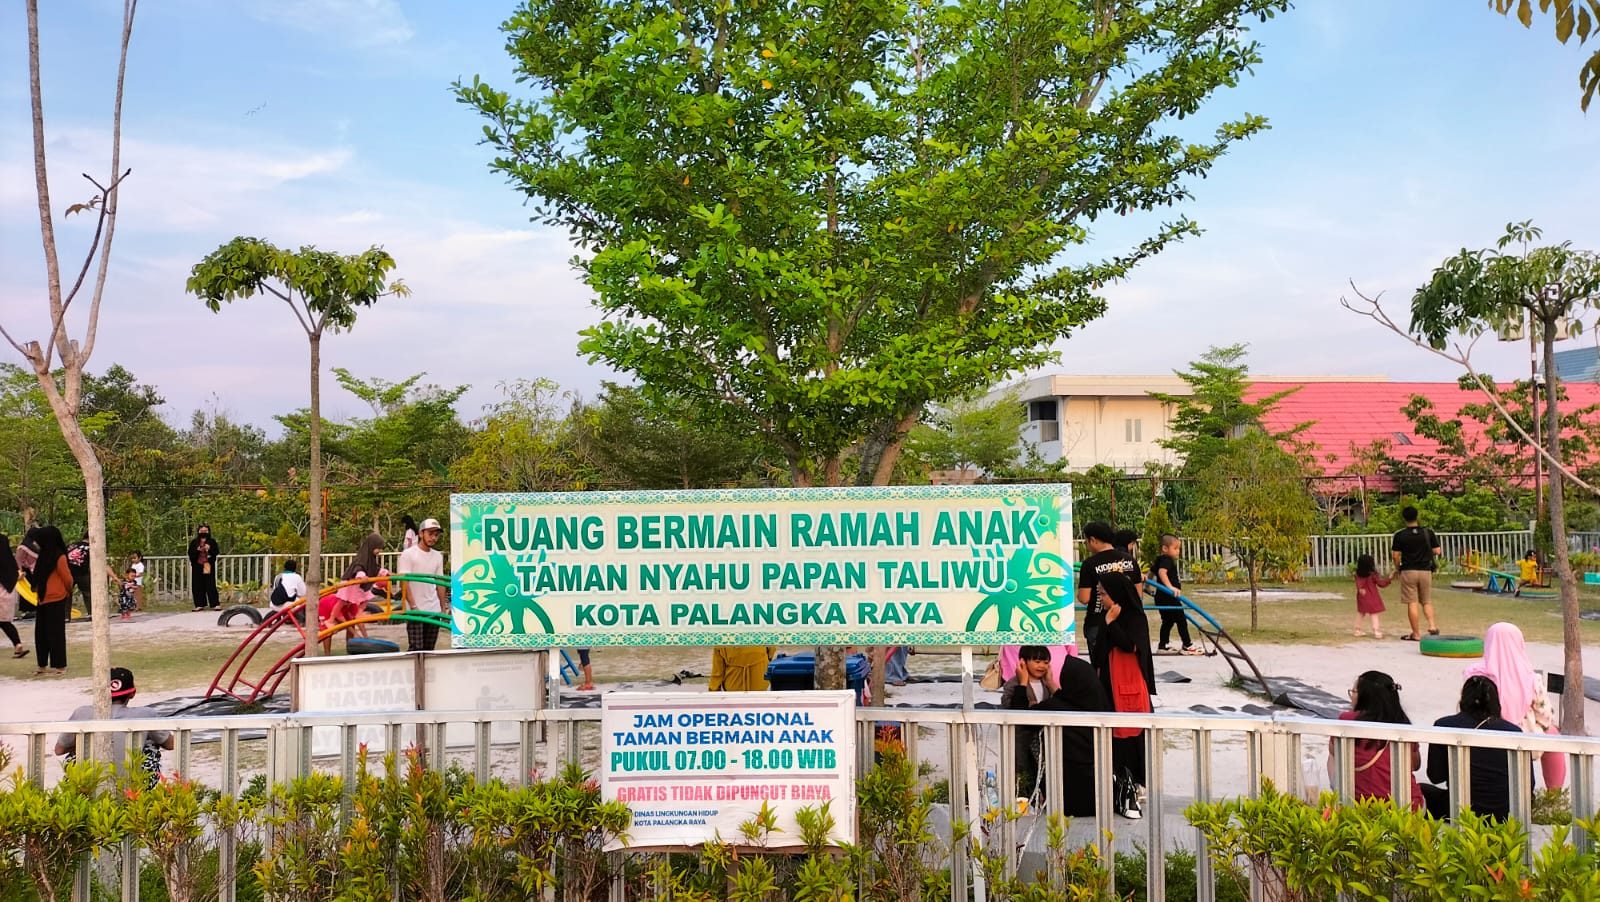 RUANG BERMAIN RAMAH ANAK
"TAMAN NYAHU PAPAN TALIWU"
KOTA PALANGKA RAYA
KIDDROCK
JAM OPERASIONAL
TAMAN BERMAIN ANAK
PUKUL 07.00 - 18.00 WIB
GRATIS TIDAK DIPUNGUT BIAYA
DINAS LINGKUNGAN HIDUP
KOTA PALANGKA RAYA